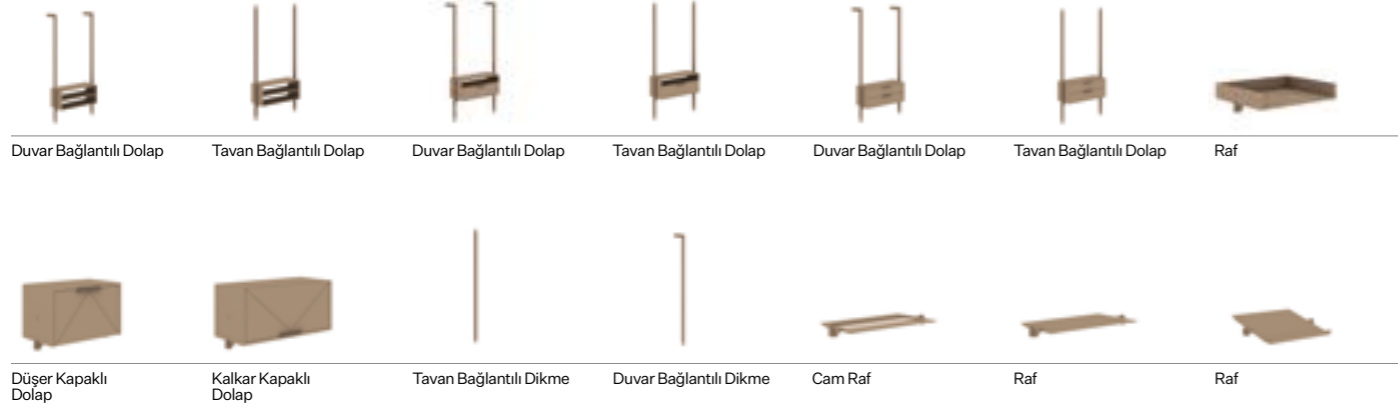 Duvar Bağlantılı Dolap
Tavan Bağlantılı Dolap
Duvar Bağlantılı Dolap
Tavan Bağlantılı Dolap
Duvar Bağlantılı Dolap
Tavan Bağlantılı Dolap
Raf
Düşer Kapaklı
Dolap
Kalkar Kapaklı
Dolap
Tavan Bağlantılı Dikme
Duvar Bağlantılı Dikme
Cam Raf
Raf
Raf